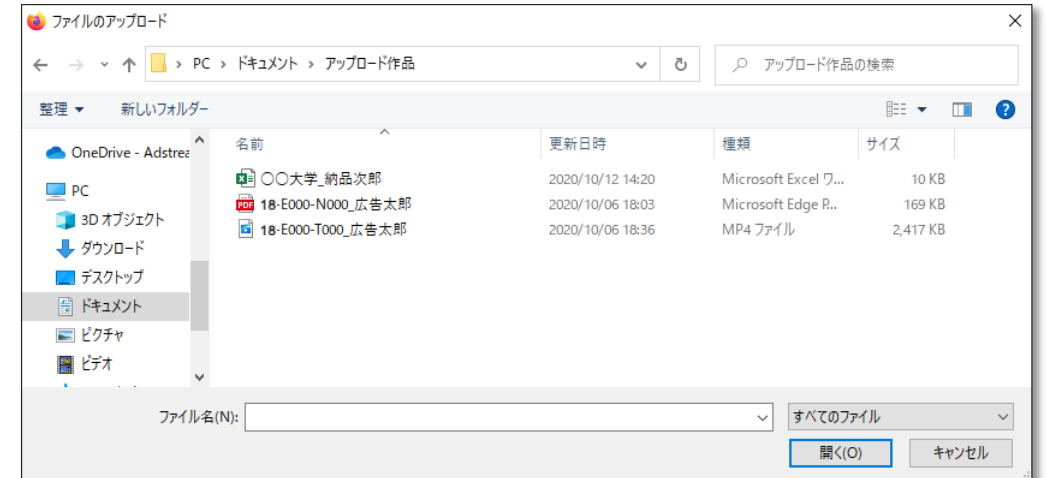 ファイルのアップロード
PC › ドキュメント › アップロード作品
アップロード作品の検索
整理 新しいフォルダー
名前 更新日時 種類 サイズ
〇〇大学_納品次郎 2020/10/12 14:20 Microsoft Excel ワ... 10 KB
PDF 18-E000-N000_広告太郎 2020/10/06 18:03 Microsoft Edge P... 169 KB
18-E000-T000_広告太郎 2020/10/06 18:36 MP4 ファイル 2,417 KB
OneDrive - Adstrea
PC
3D オブジェクト
ダウンロード
デスクトップ
ドキュメント
ピクチャ
ビデオ
ファイル名(N):
すべてのファイル
開く(O) キャンセル